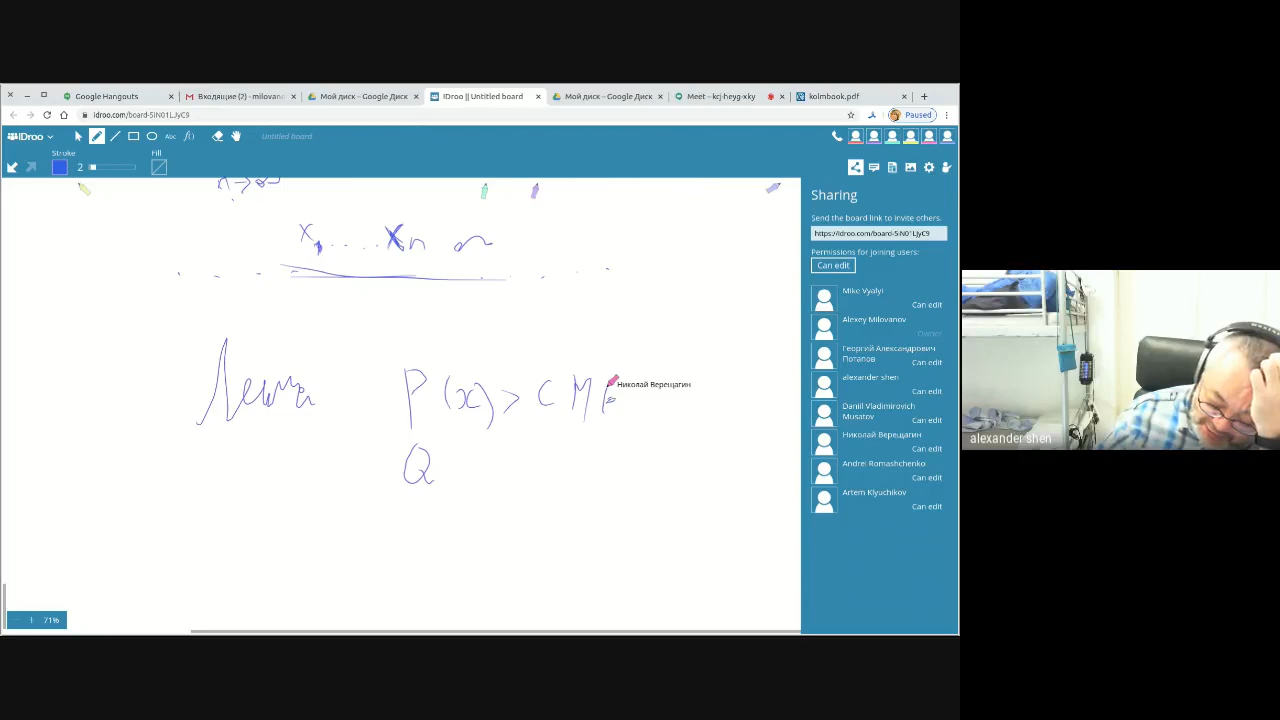 Google Hangouts
Входящие (2) - milovano
Мой диск – Google Диск
IDroo || Untitled board
Мой диск – Google Диск
Meet – kcj-heyg-xky
kolmbook.pdf
idroo.com/board-5iN01LJyC9
Paused
IDroo
Abc
f()
Untitled board
Stroke
Fill
2
n → ∞
x₁ .... xn ∞
Лемма P(x) > C M
Николай Верещагин
Q
71%
Sharing
Send the board link to invite others.
https://idroo.com/board-5iN01LJyC9
Permissions for joining users:
Can edit
Mike Vyalyi
Can edit
Alexey Milovanov
Owner
Георгий Александрович
Потапов
Can edit
alexander shen
Can edit
Daniil Vladimirovich
Musatov
Can edit
Николай Верещагин
Can edit
Andrei Romashchenko
Can edit
Artem Klyuchikov
Can edit
alexander shen